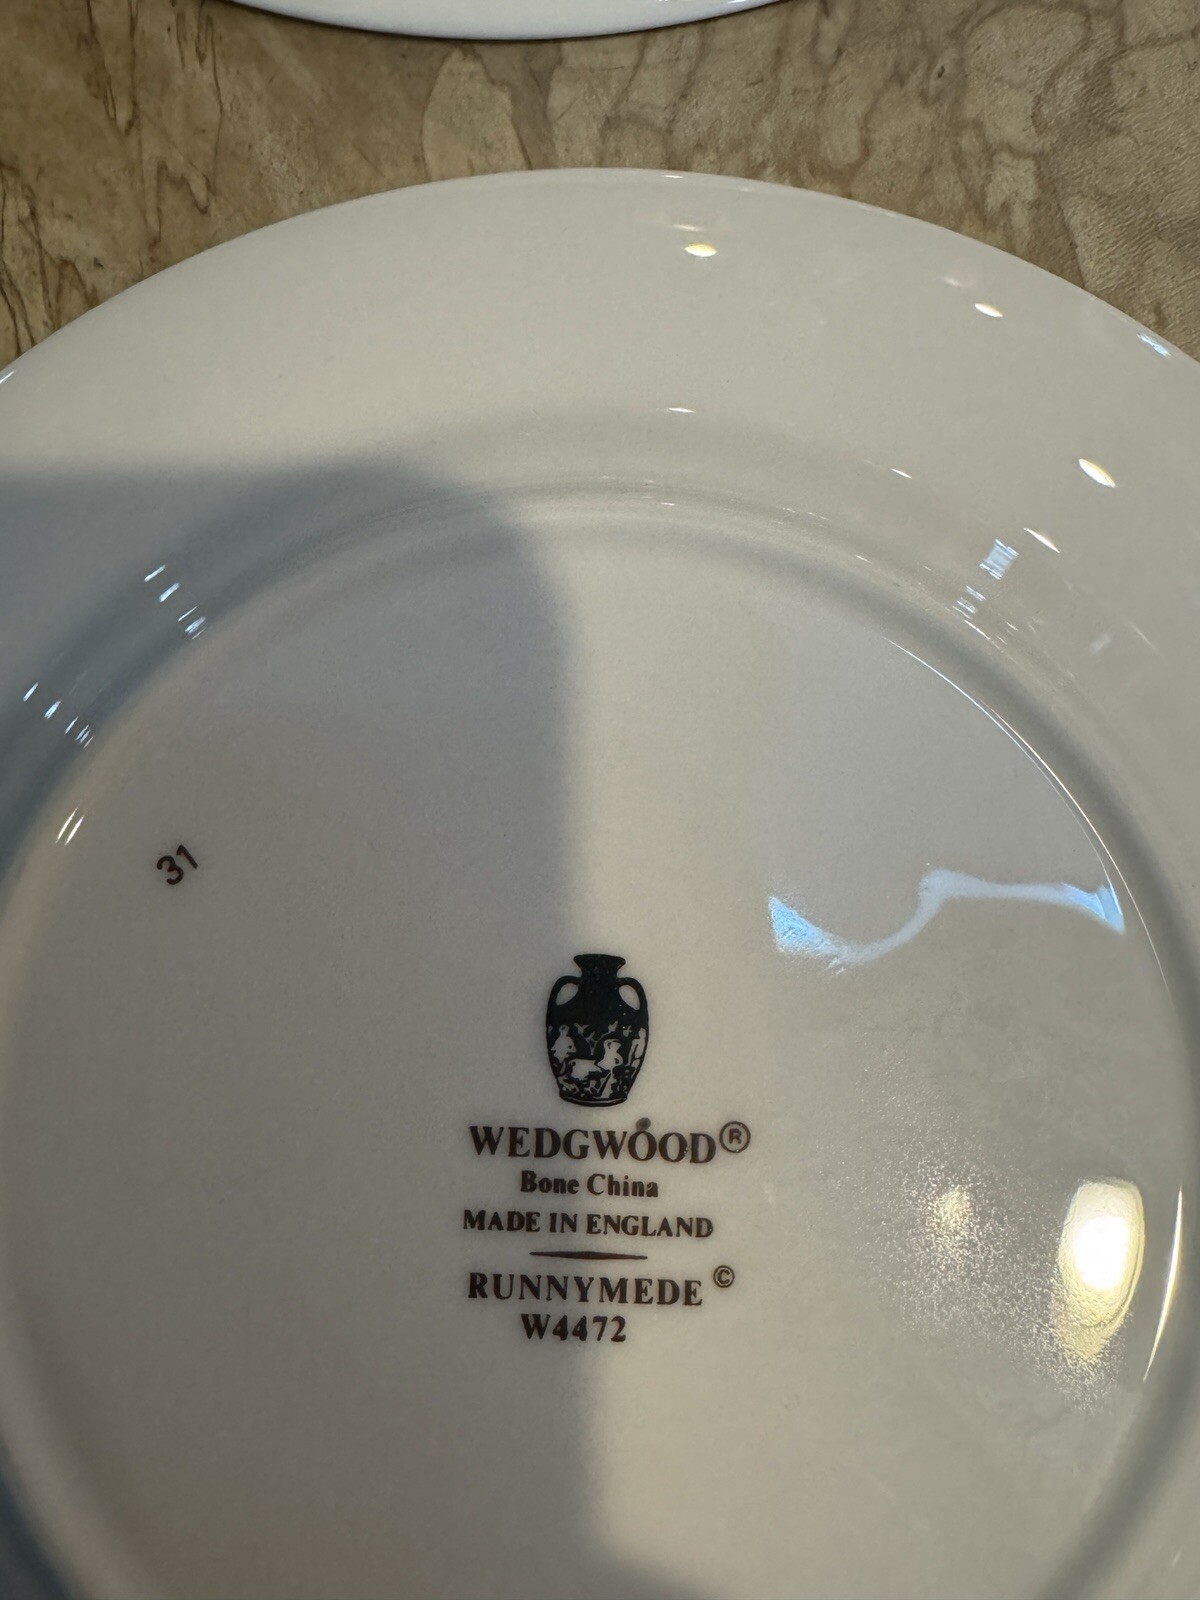 31
WEDGWOOD®
Bone China
MADE IN ENGLAND
RUNNYMEDE ©
W4472